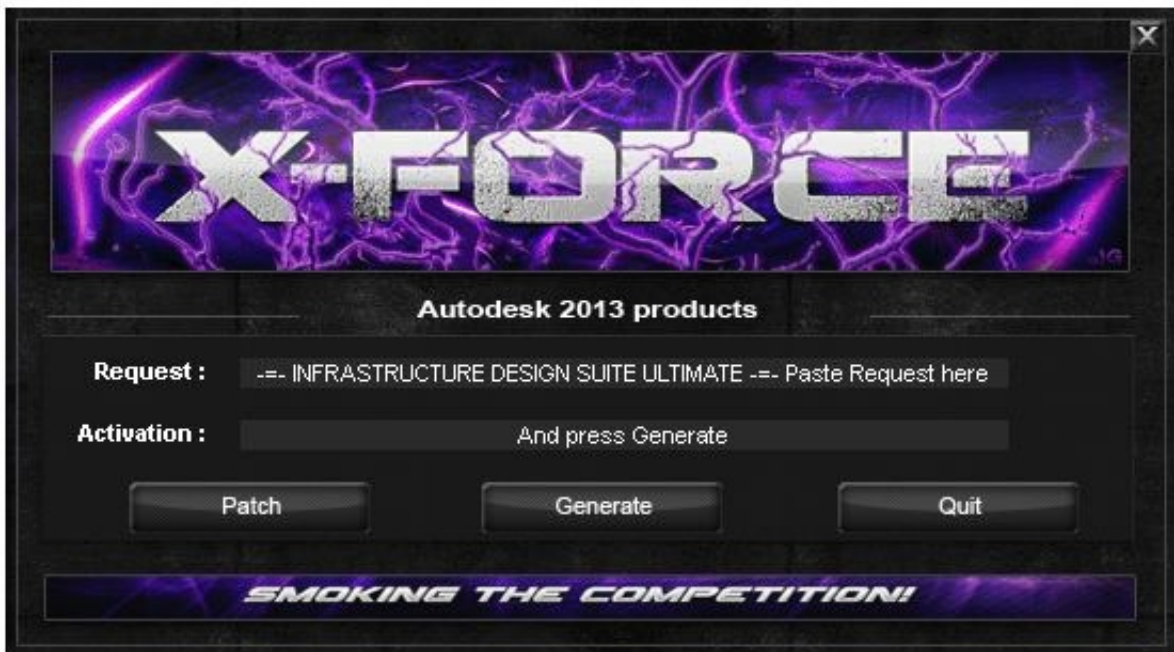 X
X-FORCE
.JG
Autodesk 2013 products
Request : -=- INFRASTRUCTURE DESIGN SUITE ULTIMATE -=- Paste Request here
Activation : And press Generate
Patch Generate Quit
SMOKING THE COMPETITION!